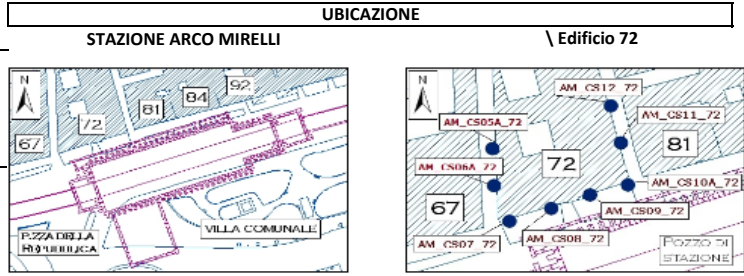 UBICAZIONE
STAZIONE ARCO MIRELLI
\ Edificio 72
N
92
84
81
72
67
P.ZZA DELLA
REPUBBLICA
VILLA COMUNALE
N
AM_CS12_72
AM_CS11_72
AM_CS05A_72
81
72
AM_CS06A_72
AM_CS10A_72
67
AM_CS09_72
AM_CS07_72
AM_CS08_72
POZZO DI
STAZIONE